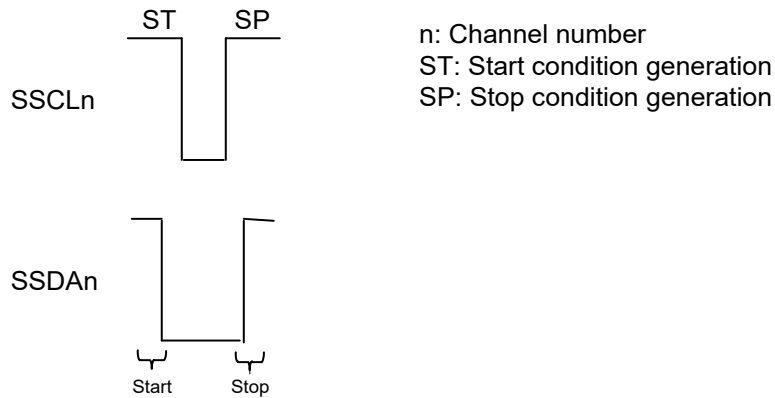 ST SP
n: Channel number
ST: Start condition generation
SP: Stop condition generation
SSCLn
SSDAn
Start Stop